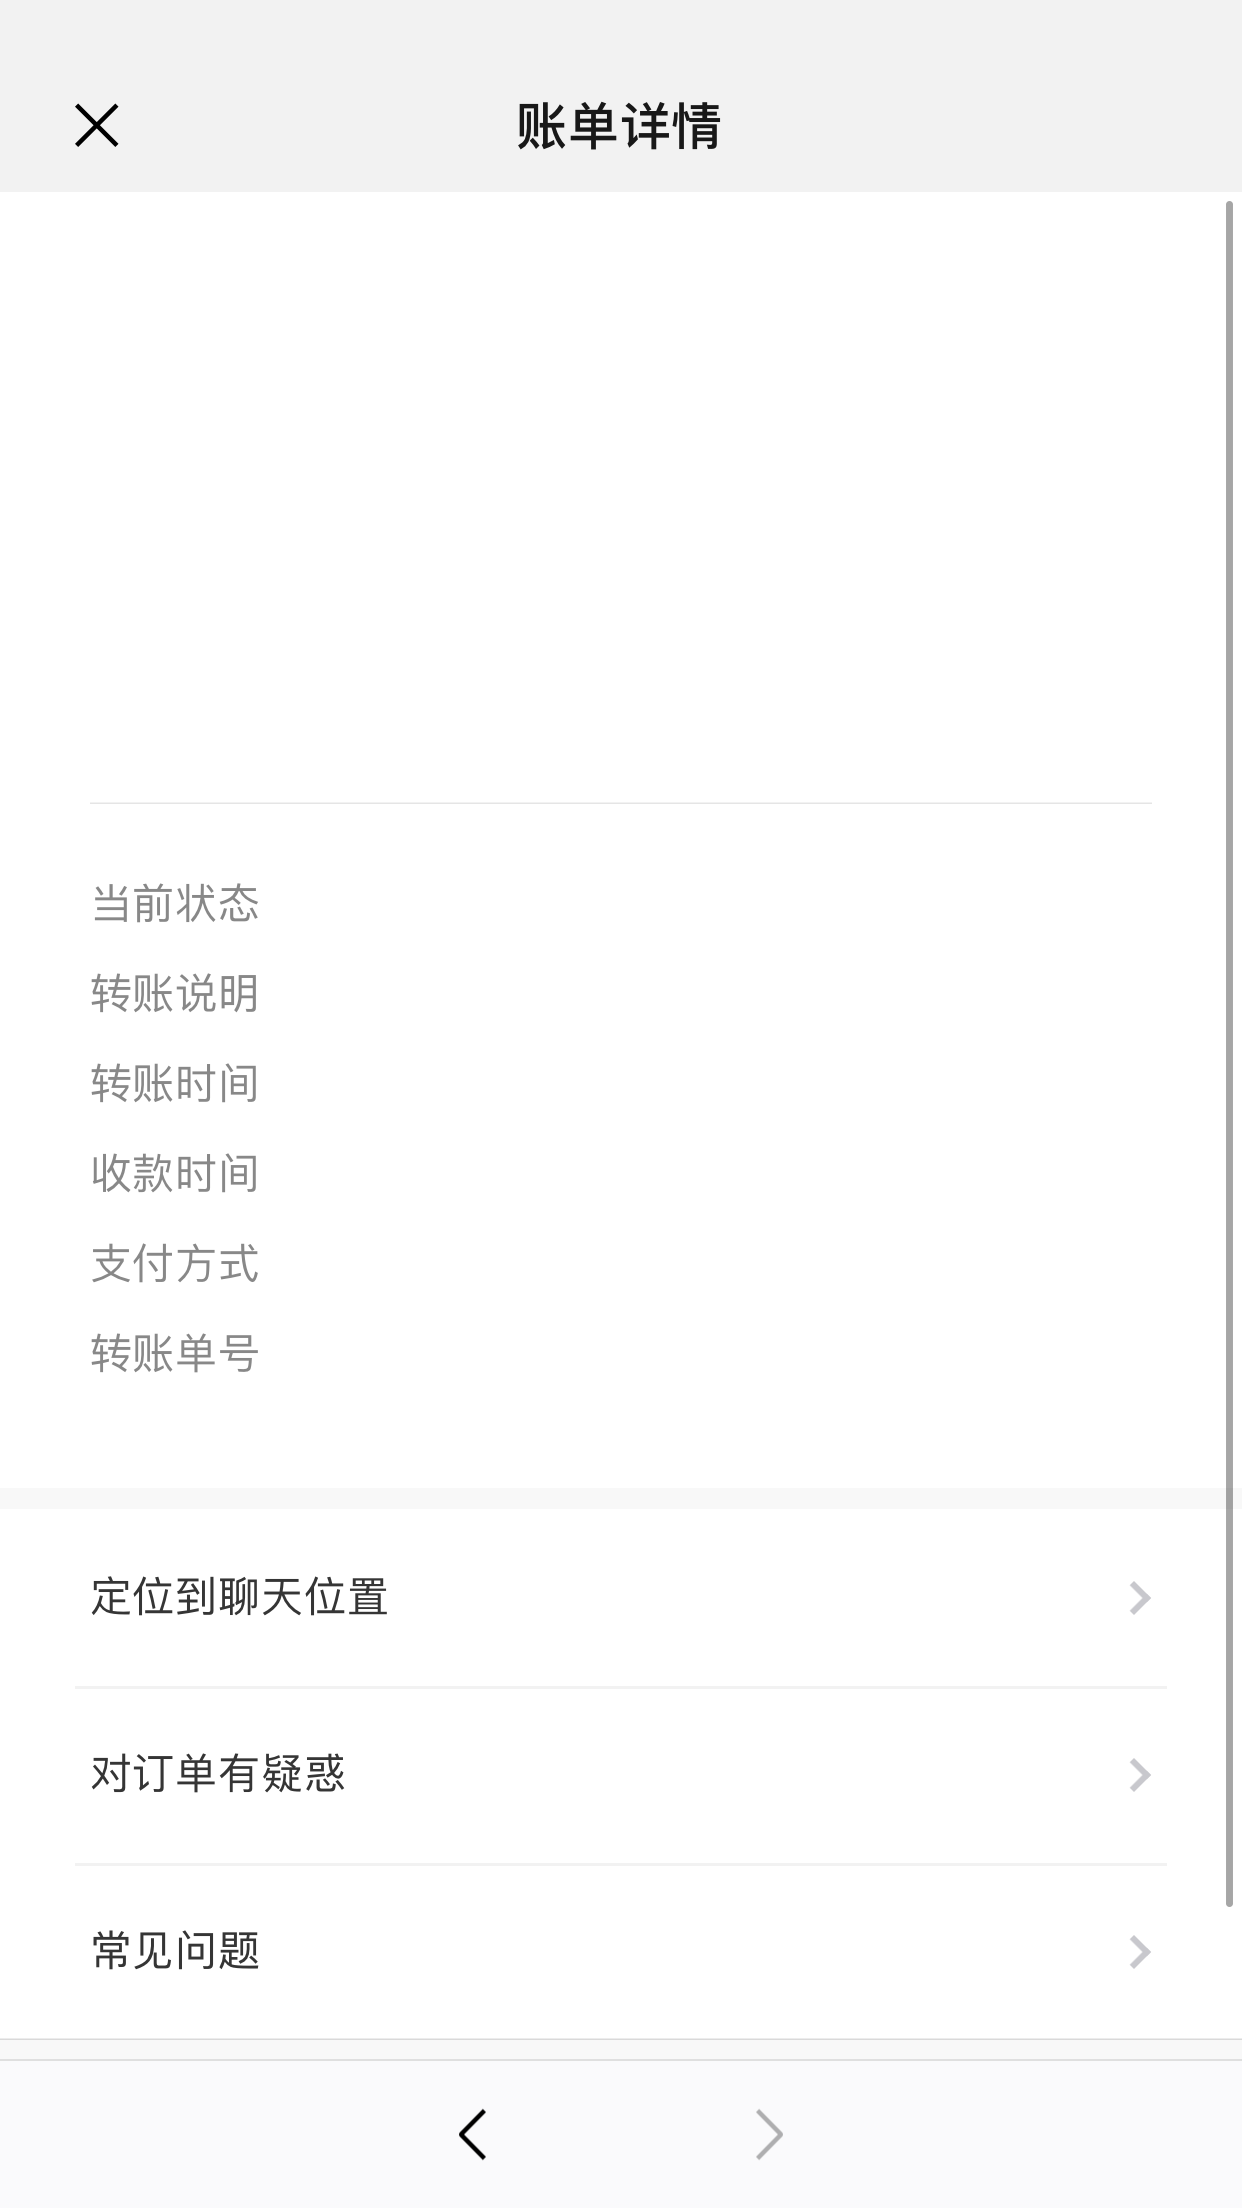 账单详情
当前状态
转账说明
转账时间
收款时间
支付方式
转账单号
定位到聊天位置
对订单有疑惑
常见问题